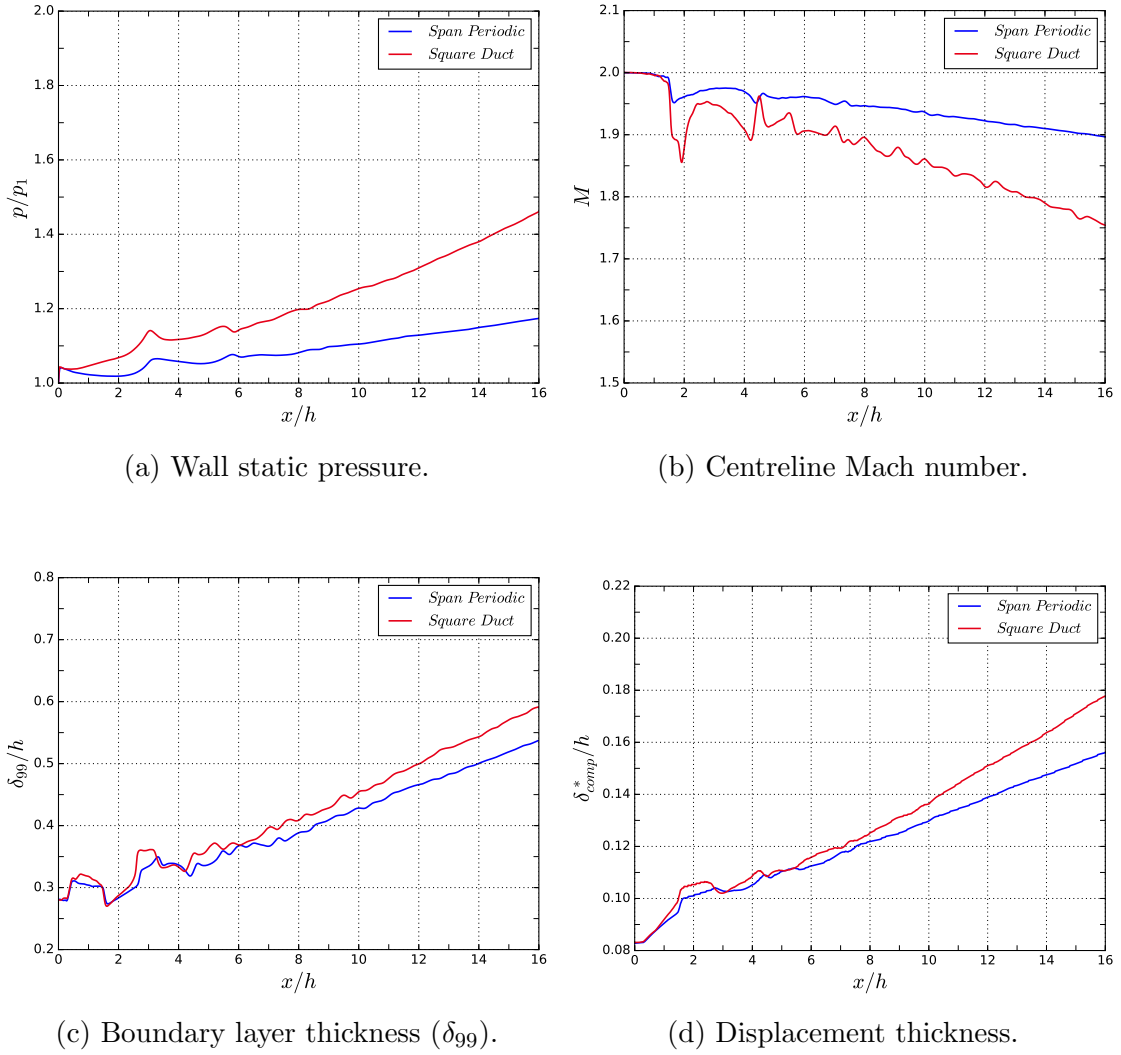 2.0
1.8
1.6
1.4
1.2
1.0
p/p₁
0 2 4 6 8 10 12 14 16
x/h
Span Periodic
Square Duct
(a) Wall static pressure.
2.1
2.0
1.9
1.8
1.7
1.6
1.5
M
0 2 4 6 8 10 12 14 16
x/h
Span Periodic
Square Duct
(b) Centreline Mach number.
0.8
0.7
0.6
0.5
0.4
0.3
0.2
δ₉₉/h
0 2 4 6 8 10 12 14 16
x/h
Span Periodic
Square Duct
(c) Boundary layer thickness (δ₉₉).
0.22
0.20
0.18
0.16
0.14
0.12
0.10
0.08
δ*comp/h
0 2 4 6 8 10 12 14 16
x/h
Span Periodic
Square Duct
(d) Displacement thickness.